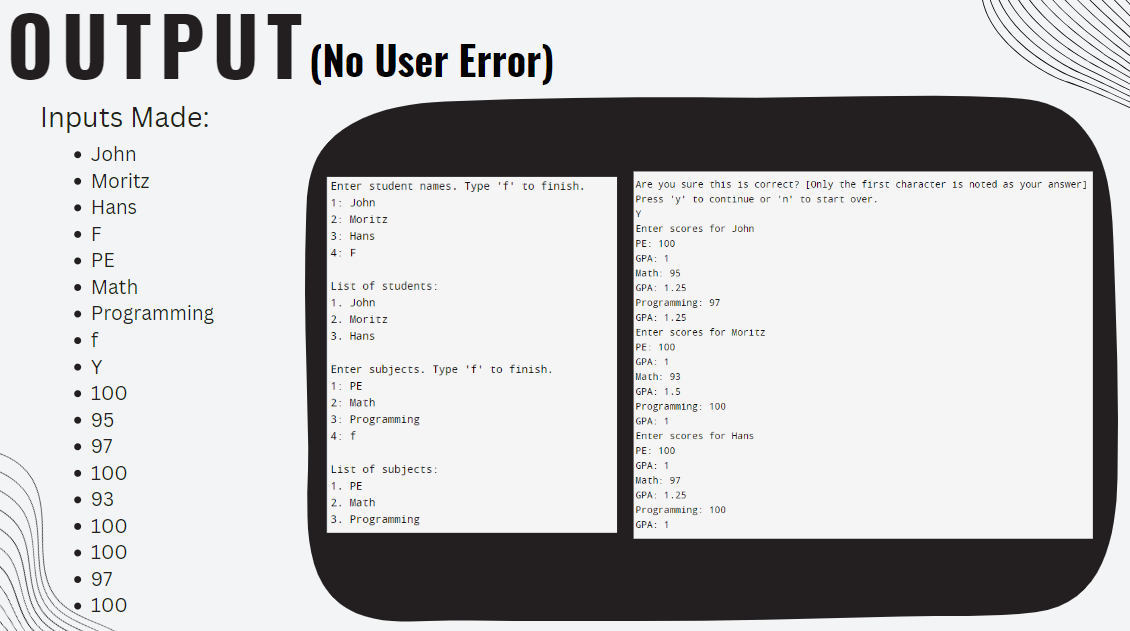 OUTPUT (No User Error)
Inputs Made:
• John
• Moritz
• Hans
• F
• PE
• Math
• Programming
• f
• Y
• 100
• 95
• 97
• 100
• 93
• 100
• 100
• 97
• 100
Enter student names. Type 'f' to finish.
1: John
2: Moritz
3: Hans
4: F
List of students:
1. John
2. Moritz
3. Hans
Enter subjects. Type 'f' to finish.
1: PE
2: Math
3: Programming
4: f
List of subjects:
1. PE
2. Math
3. Programming
Are you sure this is correct? [Only the first character is noted as your answer]
Press 'y' to continue or 'n' to start over.
Y
Enter scores for John
PE: 100
GPA: 1
Math: 95
GPA: 1.25
Programming: 97
GPA: 1.25
Enter scores for Moritz
PE: 100
GPA: 1
Math: 93
GPA: 1.5
Programming: 100
GPA: 1
Enter scores for Hans
PE: 100
GPA: 1
Math: 97
GPA: 1.25
Programming: 100
GPA: 1